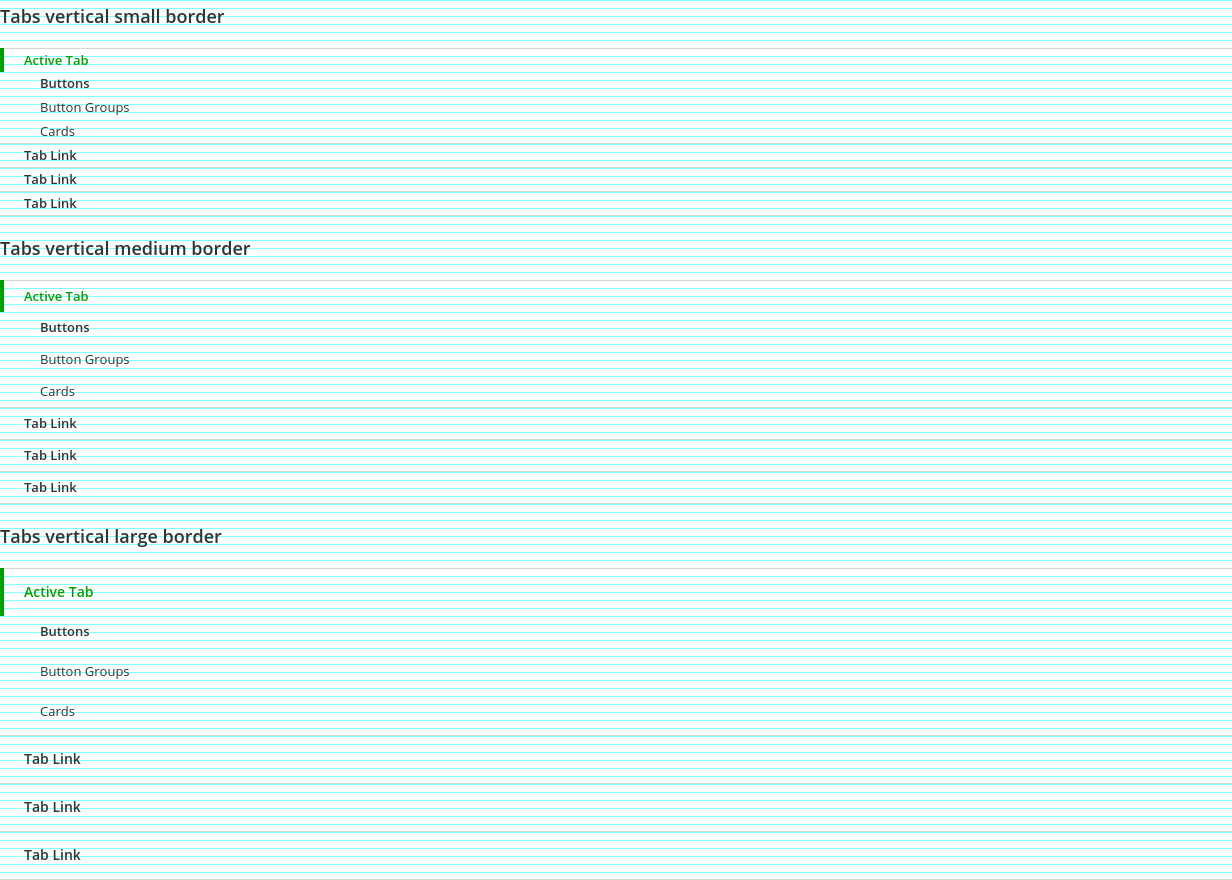 Tabs vertical small border
Active Tab
Buttons
Button Groups
Cards
Tab Link
Tab Link
Tab Link
Tabs vertical medium border
Active Tab
Buttons
Button Groups
Cards
Tab Link
Tab Link
Tab Link
Tabs vertical large border
Active Tab
Buttons
Button Groups
Cards
Tab Link
Tab Link
Tab Link